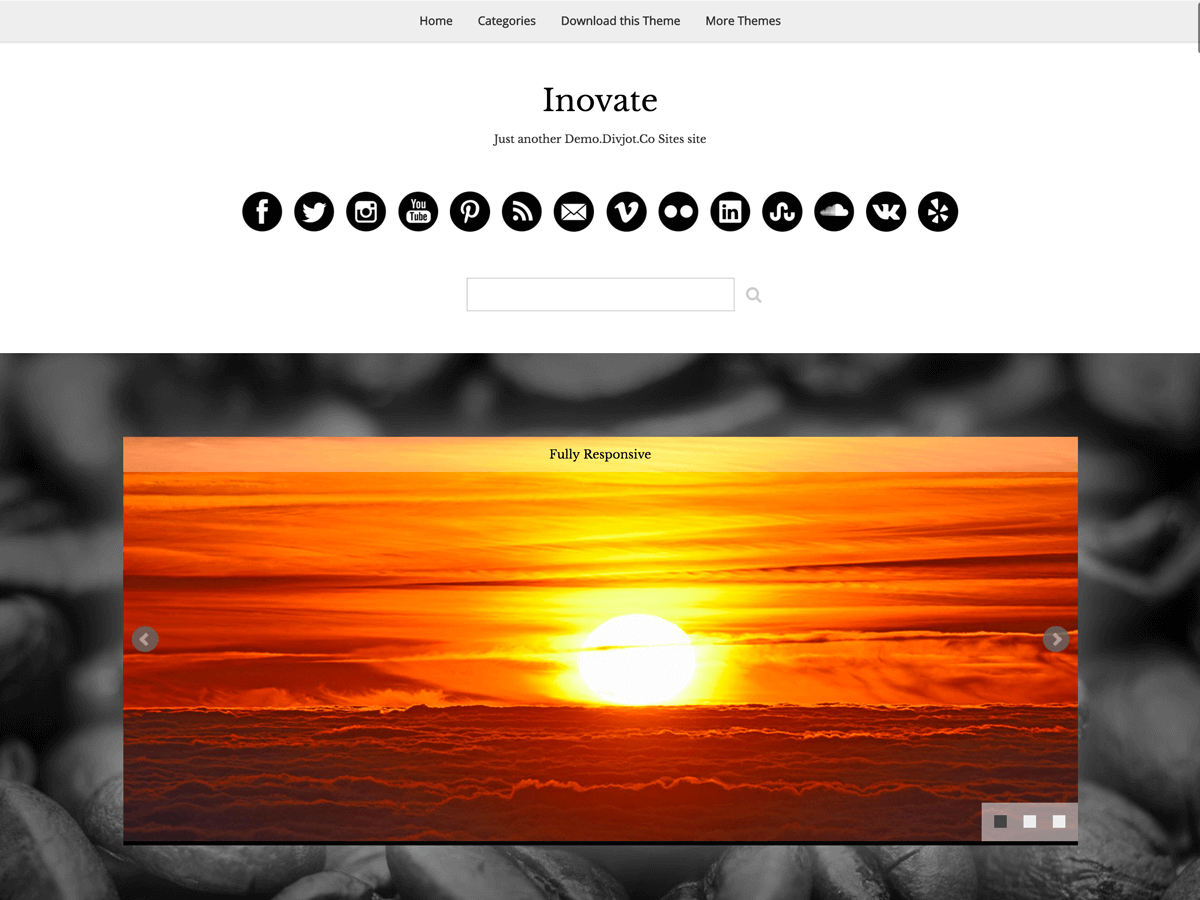 Home Categories Download this Theme More Themes
Inovate
Just another Demo.Divjot.Co Sites site
You
Tube
in
Fully Responsive